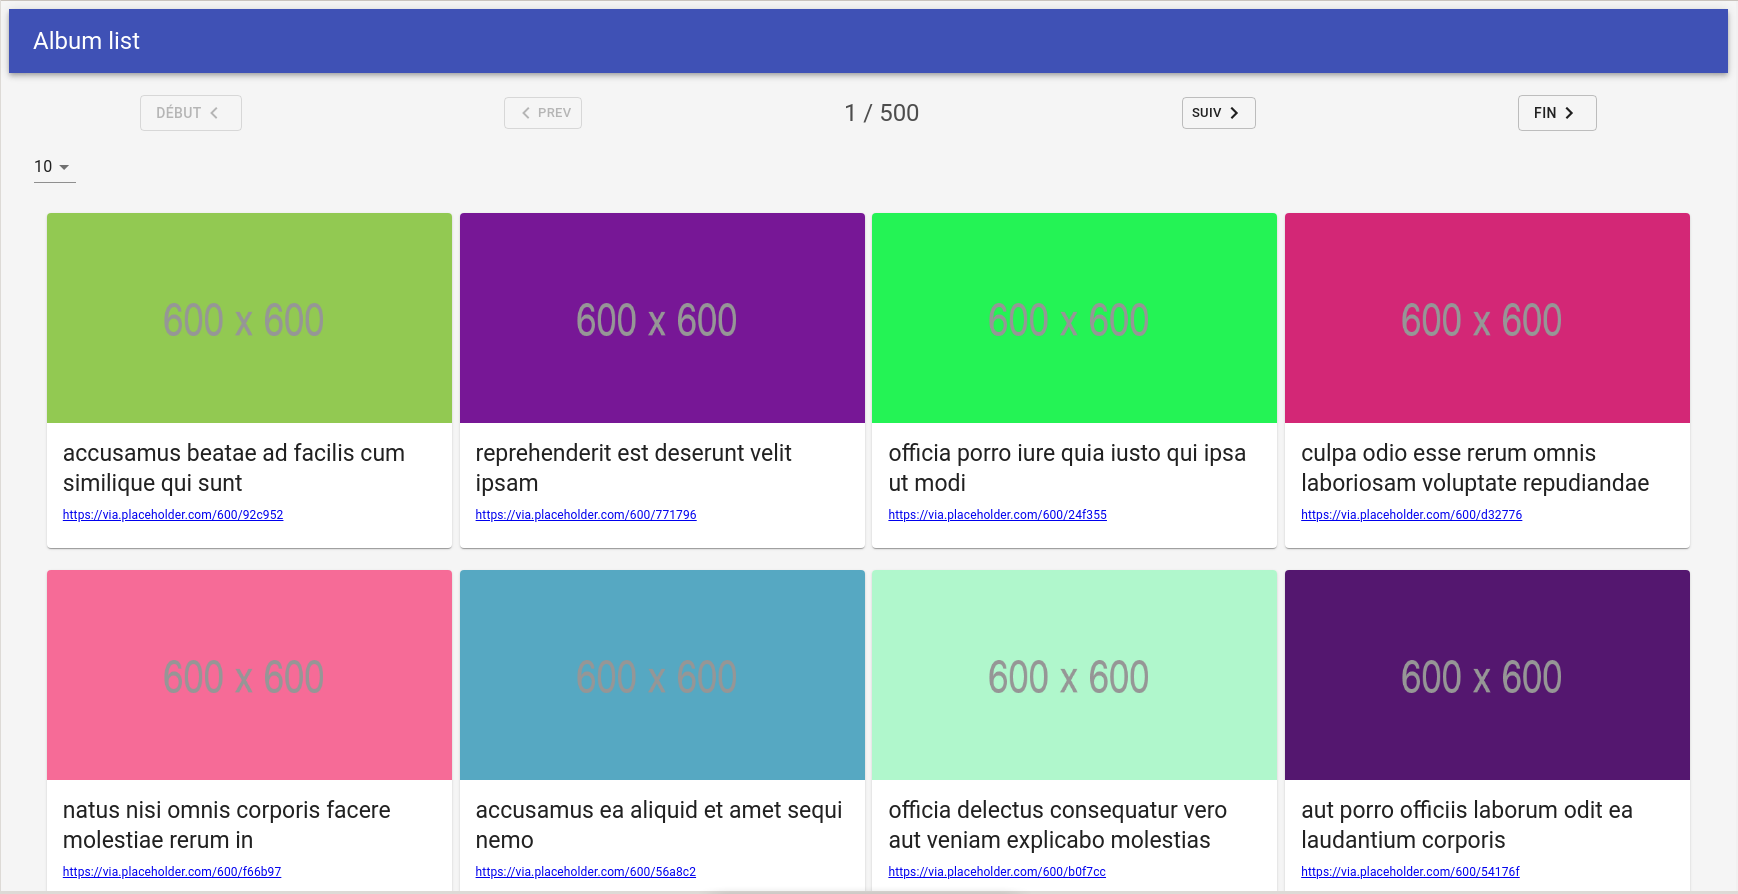 Album list
DÉBUT
PREV
1 / 500
SUIV
FIN
10
600 x 600
600 x 600
600 x 600
600 x 600
accusamus beatae ad facilis cum
similique qui sunt
https://via.placeholder.com/600/92c952
reprehenderit est deserunt velit
ipsam
https://via.placeholder.com/600/771796
officia porro iure quia iusto qui ipsa
ut modi
https://via.placeholder.com/600/24f355
culpa odio esse rerum omnis
laboriosam voluptate repudiandae
https://via.placeholder.com/600/d32776
600 x 600
600 x 600
600 x 600
600 x 600
natus nisi omnis corporis facere
molestiae rerum in
https://via.placeholder.com/600/f66b97
accusamus ea aliquid et amet sequi
nemo
https://via.placeholder.com/600/56a8c2
officia delectus consequatur vero
aut veniam explicabo molestias
https://via.placeholder.com/600/b0f7cc
aut porro officiis laborum odit ea
laudantium corporis
https://via.placeholder.com/600/54176f